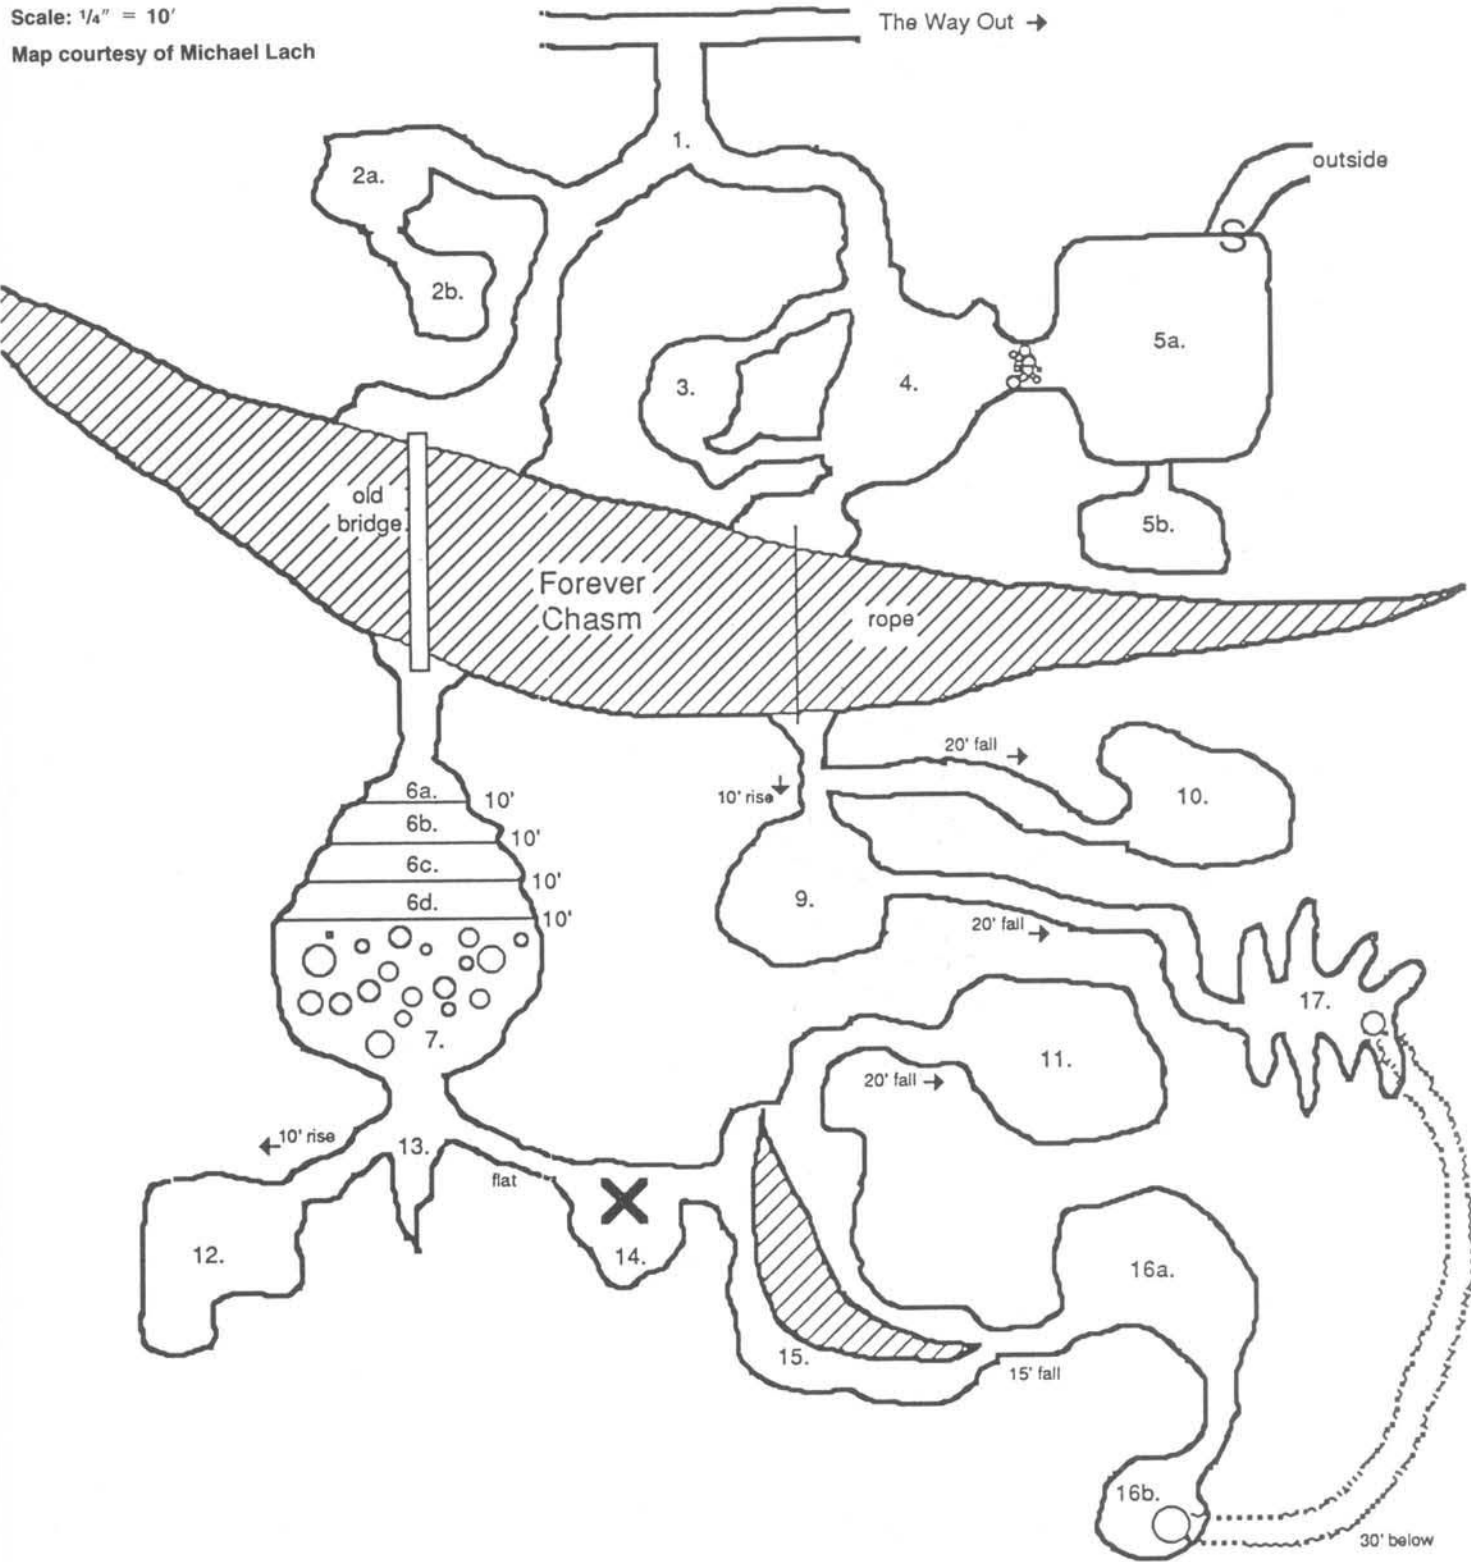 Scale: 1/4" = 10'
Map courtesy of Michael Lach
The Way Out →
1.
outside
2a.
S
2b.
5a.
3.
4.
old
bridge
5b.
Forever
Chasm
rope
20' fall →
6a.
10'
10' rise
10.
6b.
10'
6c.
10'
6d.
9.
10'
20' fall →
17.
7.
11.
20' fall →
← 10' rise
13.
flat
X
12.
14.
16a.
15.
15' fall
16b.
30' below